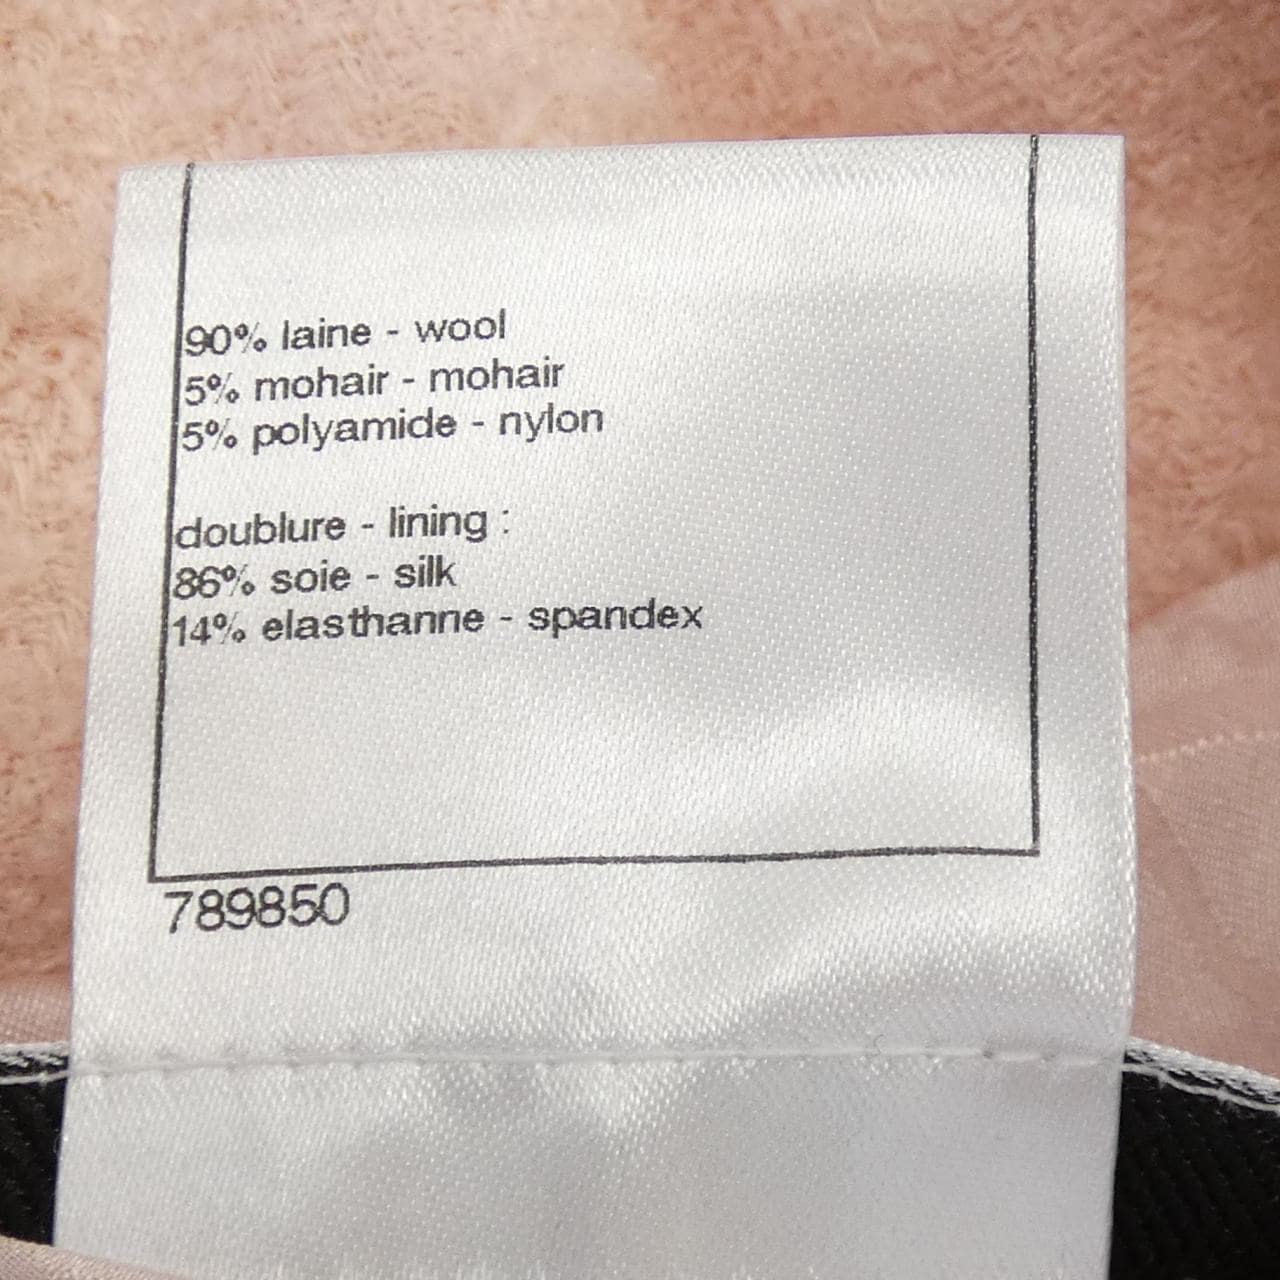 90% laine - wool
5% mohair - mohair
5% polyamide - nylon
doublure - lining :
86% soie - silk
14% elasthanne - spandex
789850